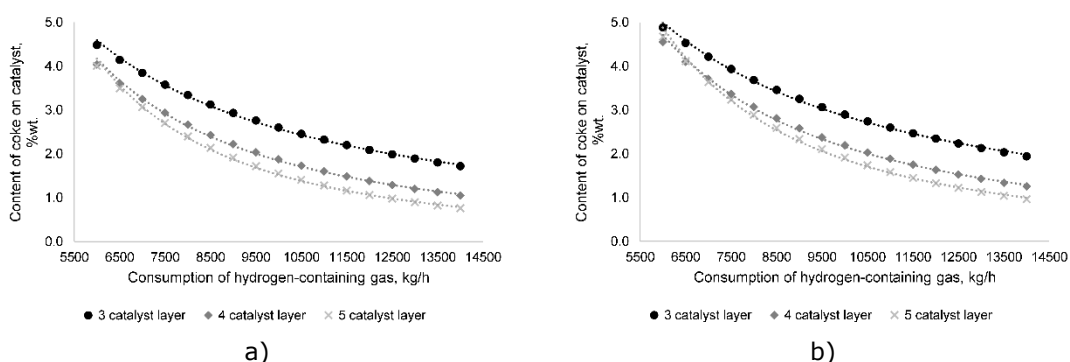 Content of coke on catalyst,
%wt.
5.0
4.0
3.0
2.0
1.0
0.0
5500 6500 7500 8500 9500 10500 11500 12500 13500 14500
Consumption of hydrogen-containing gas, kg/h
3 catalyst layer 4 catalyst layer 5 catalyst layer
a)
Content of coke on catalyst,
%wt.
5.0
4.0
3.0
2.0
1.0
0.0
5500 6500 7500 8500 9500 10500 11500 12500 13500 14500
Consumption of hydrogen-containing gas, kg/h
3 catalyst layer 4 catalyst layer 5 catalyst layer
b)